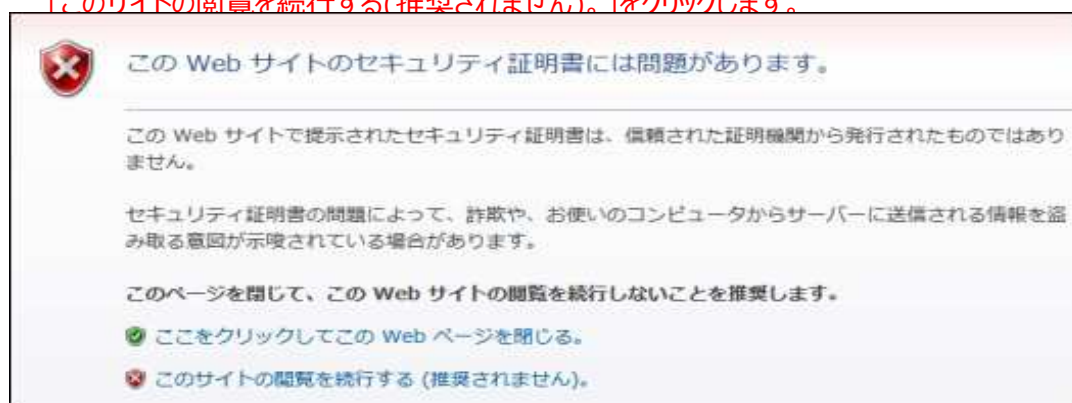 「このサイトの閲覧を続行する(推奨されません)。」をクリックします。
この Web サイトのセキュリティ証明書には問題があります。
この Web サイトで提示されたセキュリティ証明書は、信頼された証明機関から発行されたものではあり
ません。
セキュリティ証明書の問題によって、詐欺や、お使いのコンピュータからサーバーに送信される情報を盗
み取る意図が示唆されている場合があります。
このページを閉じて、この Web サイトの閲覧を続行しないことを推奨します。
ここをクリックしてこの Web ページを閉じる。
このサイトの閲覧を続行する (推奨されません)。